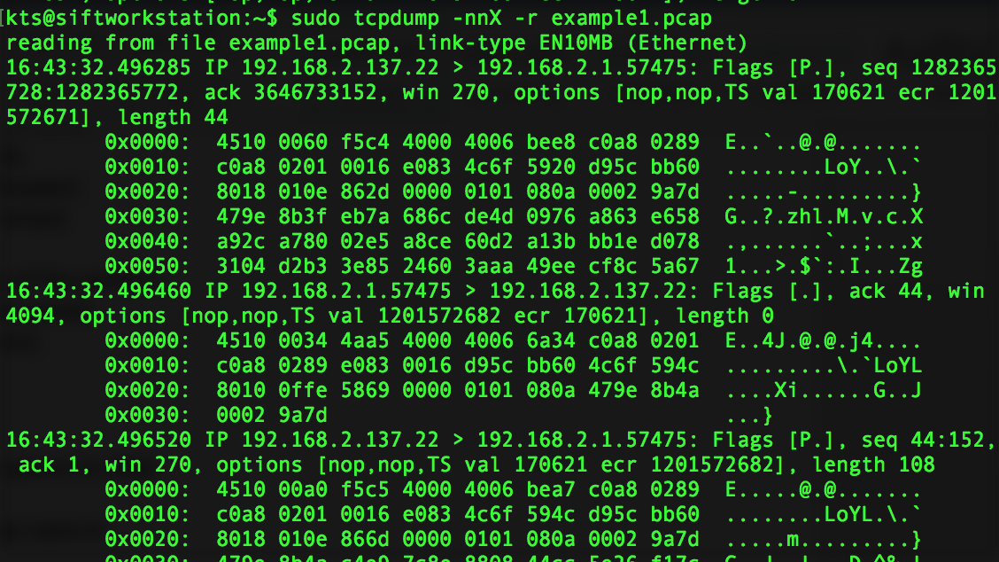 kts@siftworkstation:~$ sudo tcpdump -nnX -r example1.pcap
reading from file example1.pcap, link-type EN10MB (Ethernet)
16:43:32.496285 IP 192.168.2.137.22 > 192.168.2.1.57475: Flags [P.], seq 1282365
728:1282365772, ack 3646733152, win 270, options [nop,nop,TS val 170621 ecr 1201
572671], length 44
0x0000: 4510 0060 f5c4 4000 4006 bee8 c0a8 0289 E..`..@.@.......
0x0010: c0a8 0201 0016 e083 4c6f 5920 d95c bb60 ........LoY..\.`
0x0020: 8018 010e 862d 0000 0101 080a 0002 9a7d .....-.........}
0x0030: 479e 8b3f eb7a 686c de4d 0976 a863 e658 G..?.zhl.M.v.c.X
0x0040: a92c a780 02e5 a8ce 60d2 a13b bb1e d078 .,......`..;...x
0x0050: 3104 d2b3 3e85 2460 3aaa 49ee cf8c 5a67 1...>.$`:.I...Zg
16:43:32.496460 IP 192.168.2.1.57475 > 192.168.2.137.22: Flags [.], ack 44, win
4094, options [nop,nop,TS val 1201572682 ecr 170621], length 0
0x0000: 4510 0034 4aa5 4000 4006 6a34 c0a8 0201 E..4J.@.@.j4....
0x0010: c0a8 0289 e083 0016 d95c bb60 4c6f 594c .........\.`LoYL
0x0020: 8010 0ffe 5869 0000 0101 080a 479e 8b4a ....Xi......G..J
0x0030: 0002 9a7d ...}
16:43:32.496520 IP 192.168.2.137.22 > 192.168.2.1.57475: Flags [P.], seq 44:152,
ack 1, win 270, options [nop,nop,TS val 170621 ecr 1201572682], length 108
0x0000: 4510 00a0 f5c5 4000 4006 bea7 c0a8 0289 E.....@.@.......
0x0010: c0a8 0201 0016 e083 4c6f 594c d95c bb60 ........LoYL.\.`
0x0020: 8018 010e 866d 0000 0101 080a 0002 9a7d .....m.........}